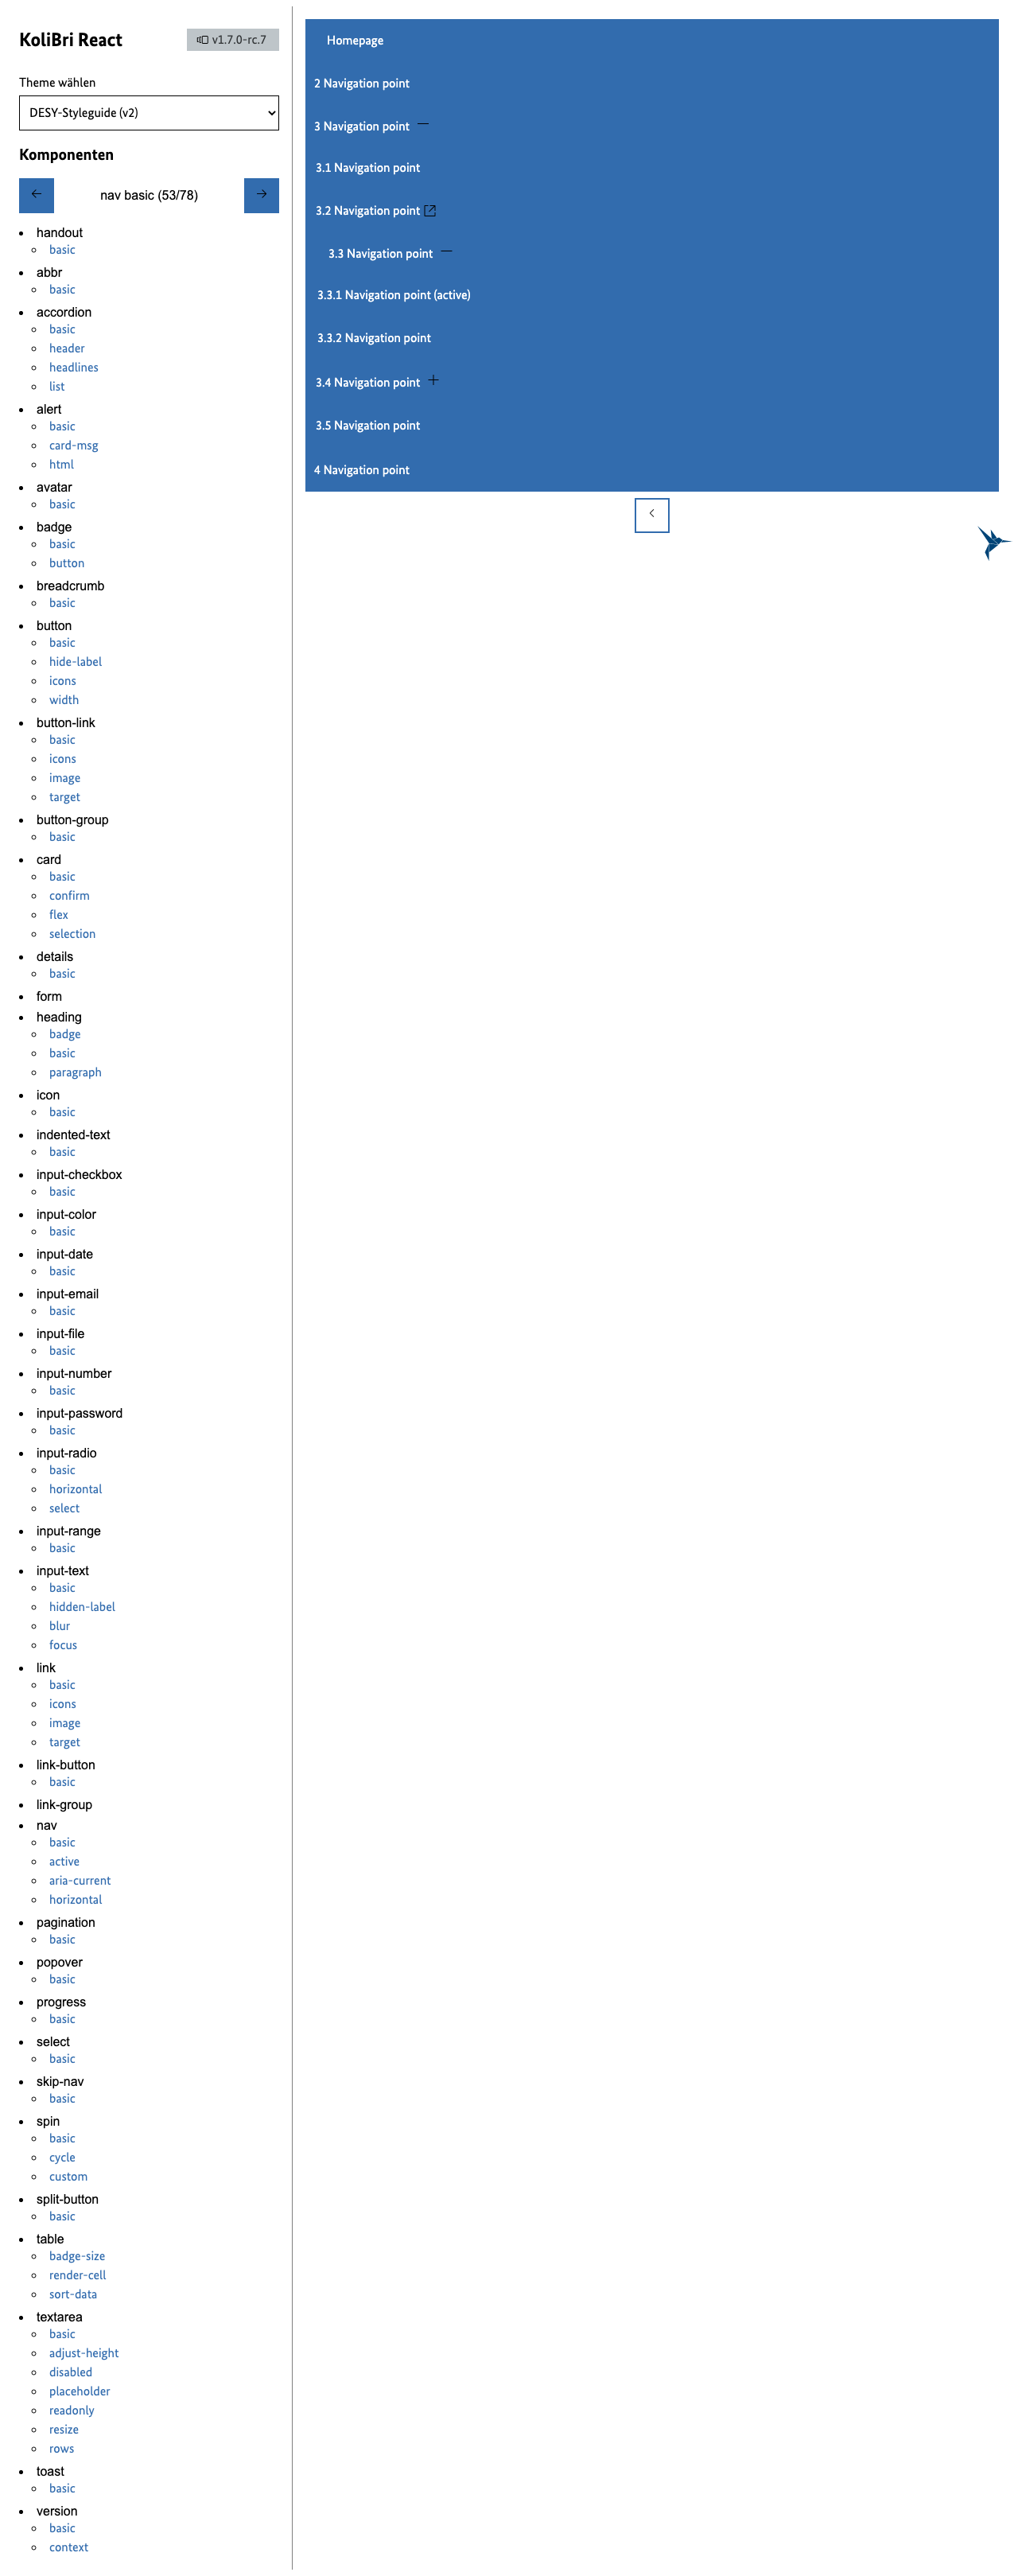 KoliBri React
v1.7.0-rc.7
Theme wählen
DESY-Styleguide (v2)
Komponenten
nav basic (53/78)
handout
basic
abbr
basic
accordion
basic
header
headlines
list
alert
basic
card-msg
html
avatar
basic
badge
basic
button
breadcrumb
basic
button
basic
hide-label
icons
width
button-link
basic
icons
image
target
button-group
basic
card
basic
confirm
flex
selection
details
basic
form
heading
badge
basic
paragraph
icon
basic
indented-text
basic
input-checkbox
basic
input-color
basic
input-date
basic
input-email
basic
input-file
basic
input-number
basic
input-password
basic
input-radio
basic
horizontal
select
input-range
basic
input-text
basic
hidden-label
blur
focus
link
basic
icons
image
target
link-button
basic
link-group
nav
basic
active
aria-current
horizontal
pagination
basic
popover
basic
progress
basic
select
basic
skip-nav
basic
spin
basic
cycle
custom
split-button
basic
table
badge-size
render-cell
sort-data
textarea
basic
adjust-height
disabled
placeholder
readonly
resize
rows
toast
basic
version
basic
context
Homepage
2 Navigation point
3 Navigation point
3.1 Navigation point
3.2 Navigation point
3.3 Navigation point
3.3.1 Navigation point (active)
3.3.2 Navigation point
3.4 Navigation point
3.5 Navigation point
4 Navigation point